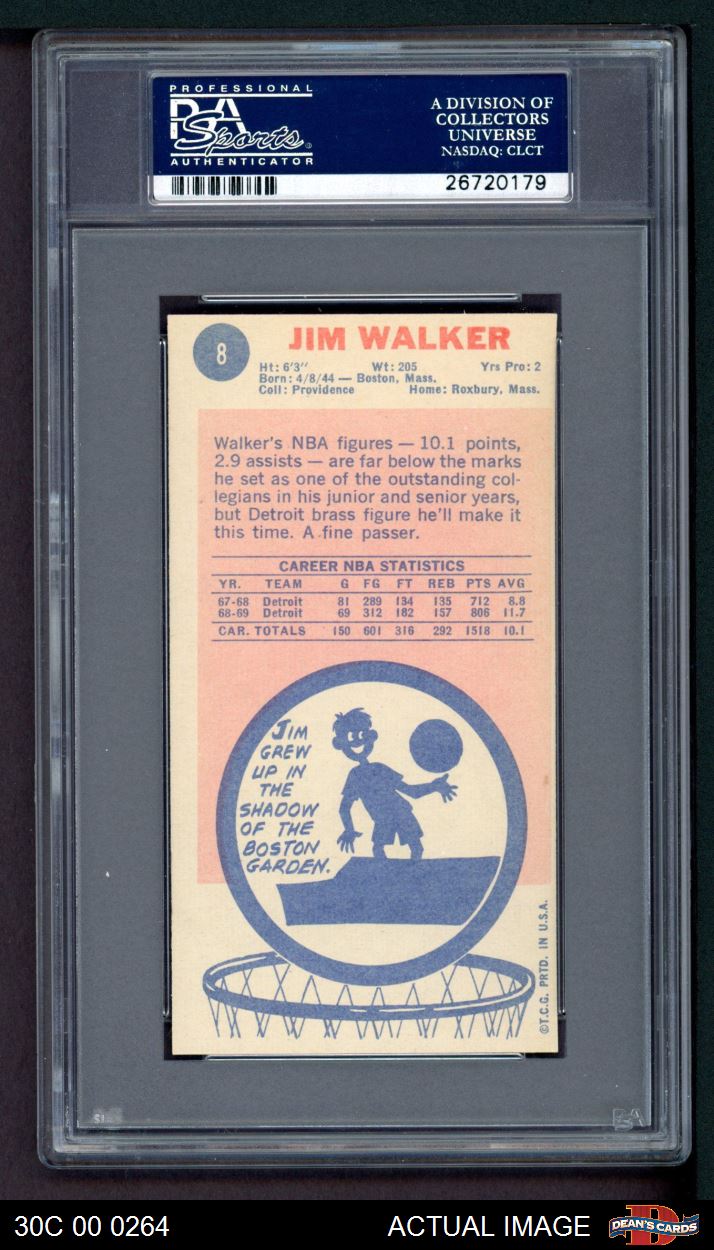 PROFESSIONAL
PSA
Sports
AUTHENTICATOR
A DIVISION OF
COLLECTORS
UNIVERSE
NASDAQ: CLCT
26720179
8
JIM WALKER
Ht: 6'3" Wt: 205 Yrs Pro: 2
Born: 4/8/44 — Boston, Mass.
Coll: Providence Home: Roxbury, Mass.
Walker's NBA figures — 10.1 points,
2.9 assists — are far below the marks
he set as one of the outstanding col-
legians in his junior and senior years,
but Detroit brass figure he'll make it
this time. A fine passer.
CAREER NBA STATISTICS
YR. TEAM G FG FT REB PTS AVG
67-68 Detroit 81 289 134 135 712 8.8
68-69 Detroit 69 312 182 157 806 11.7
CAR. TOTALS 150 601 316 292 1518 10.1
JIM
GREW
UP IN
THE
SHADOW
OF THE
BOSTON
GARDEN.
©T.C.G. PRTD. IN U.S.A.
PSA
30C 00 0264
ACTUAL IMAGE
DEAN'S CARDS